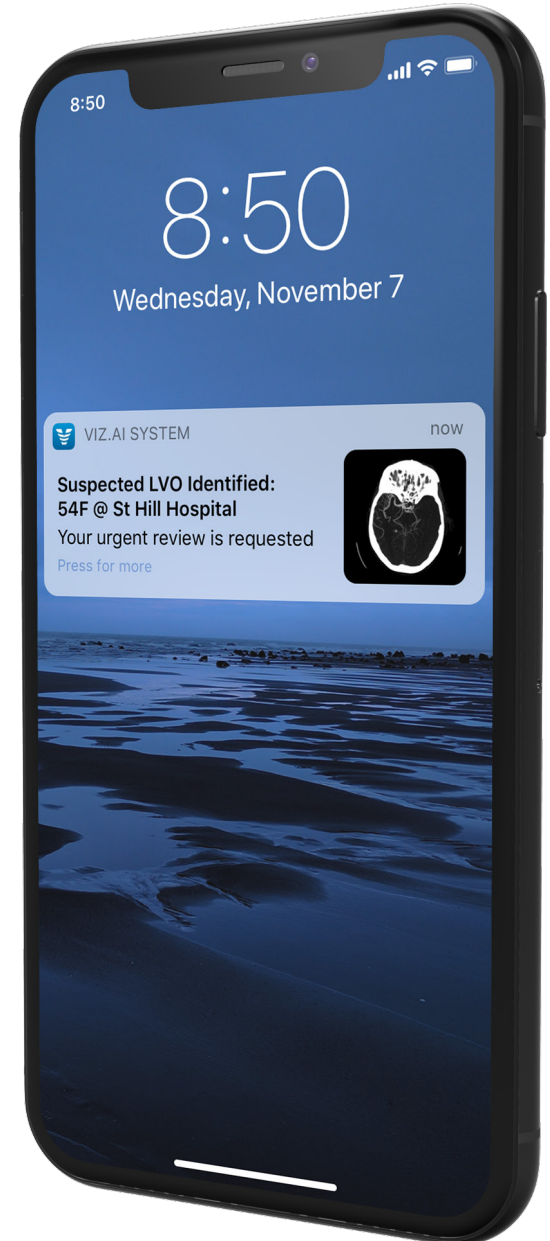 8:50
8:50
Wednesday, November 7
VIZ.AI SYSTEM
now
Suspected LVO Identified:
54F @ St Hill Hospital
Your urgent review is requested
Press for more